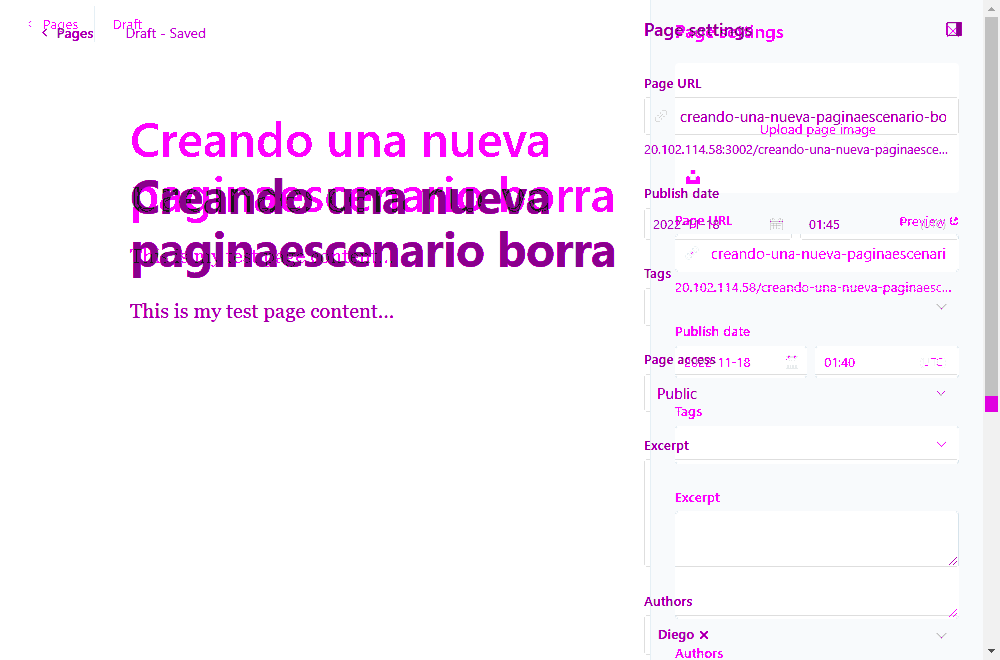 Pages
Draft
Pages
Draft - Saved
Creando una nueva
paginaescenario borra
Creando una nueva
paginaescenario borra
This is my test page content...
This is my test page content...
Page settings
Page settings
Page URL
creando-una-nueva-paginaescenario-bo
Upload page image
20.102.114.58:3002/creando-una-nueva-paginaesce...
Publish date
Page URL
Preview
2022-11-18
01:45
creando-una-nueva-paginaescenari
Tags
20.102.114.58/creando-una-nueva-paginaesc...
Publish date
Page access
2022-11-18
01:40
UTC
Public
Tags
Excerpt
Excerpt
Authors
Diego ×
Authors